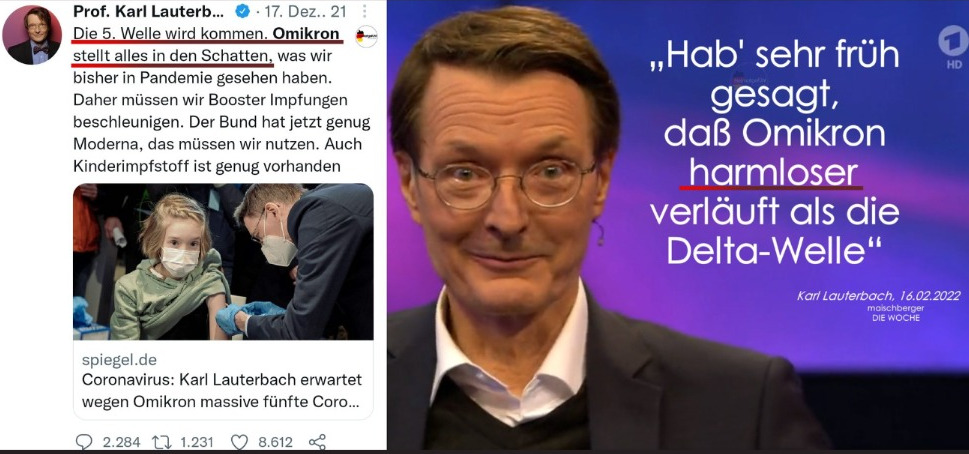 Prof. Karl Lauterb... · 17. Dez.. 21
Die 5. Welle wird kommen. Omikron
stellt alles in den Schatten, was wir
bisher in Pandemie gesehen haben.
Daher müssen wir Booster Impfungen
beschleunigen. Der Bund hat jetzt genug
Moderna, das müssen wir nutzen. Auch
Kinderimpfstoff ist genug vorhanden
spiegel.de
Coronavirus: Karl Lauterbach erwartet
wegen Omikron massive fünfte Coro...
2.284 1.231 8.612
„Hab' sehr früh
gesagt,
daß Omikron
harmloser
verläuft als die
Delta-Welle“
Karl Lauterbach, 16.02.2022
maischberger
DIE WOCHE
1
HD